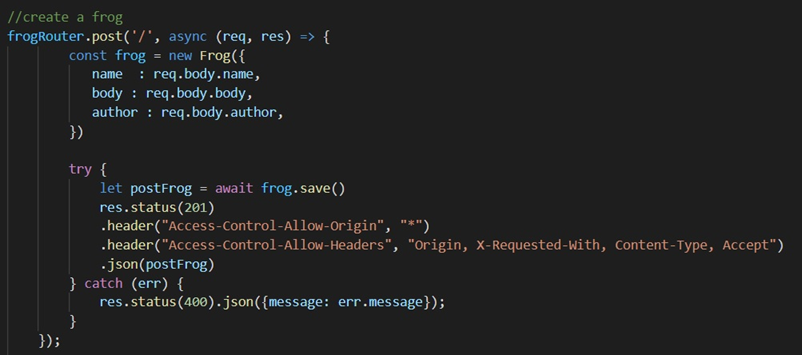 //create a frog
frogRouter.post('/', async (req, res) => {
const frog = new Frog({
name  : req.body.name,
body : req.body.body,
author : req.body.author,
})
try {
let postFrog = await frog.save()
res.status(201)
.header("Access-Control-Allow-Origin", "*")
.header("Access-Control-Allow-Headers", "Origin, X-Requested-With, Content-Type, Accept")
.json(postFrog)
} catch (err) {
res.status(400).json({message: err.message});
}
});